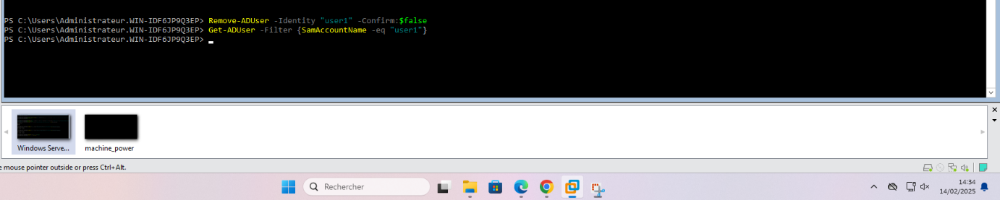 PS C:\Users\Administrateur.WIN-IDF6JP9Q3EP> Remove-ADUser -Identity "user1" -Confirm:$false
PS C:\Users\Administrateur.WIN-IDF6JP9Q3EP> Get-ADUser -Filter {SamAccountName -eq "user1"}
PS C:\Users\Administrateur.WIN-IDF6JP9Q3EP>
Windows Serve... machine_power
e mouse pointer outside or press Ctrl+Alt.
Rechercher
14:34
14/02/2025